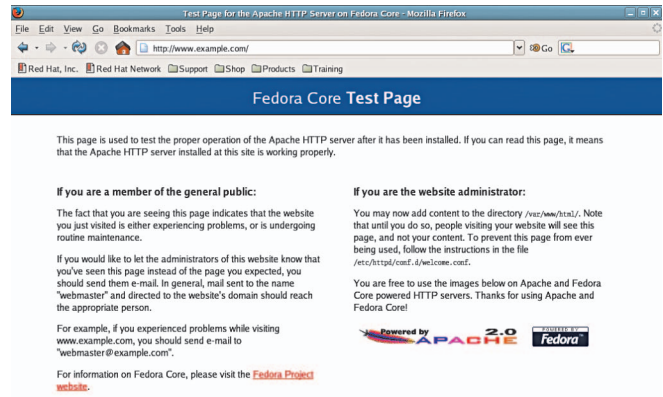 Test Page for the Apache HTTP Server on Fedora Core - Mozilla Firefox
File Edit View Go Bookmarks Tools Help
http://www.example.com/ Go G
Red Hat, Inc. Red Hat Network Support Shop Products Training
Fedora Core Test Page
This page is used to test the proper operation of the Apache HTTP server after it has been installed. If you can read this page, it means
that the Apache HTTP server installed at this site is working properly.
If you are a member of the general public:
The fact that you are seeing this page indicates that the website
you just visited is either experiencing problems, or is undergoing
routine maintenance.
If you would like to let the administrators of this website know that
you've seen this page instead of the page you expected, you
should send them e-mail. In general, mail sent to the name
"webmaster" and directed to the website's domain should reach
the appropriate person.
For example, if you experienced problems while visiting
www.example.com, you should send e-mail to
"webmaster@example.com".
For information on Fedora Core, please visit the Fedora Project
website.
If you are the website administrator:
You may now add content to the directory /var/www/html/. Note
that until you do so, people visiting your website will see this
page, and not your content. To prevent this page from ever
being used, follow the instructions in the file
/etc/httpd/conf.d/welcome.conf.
You are free to use the images below on Apache and Fedora
Core powered HTTP servers. Thanks for using Apache and
Fedora Core!
Powered by 2.0
APACHE
POWERED BY
Fedora